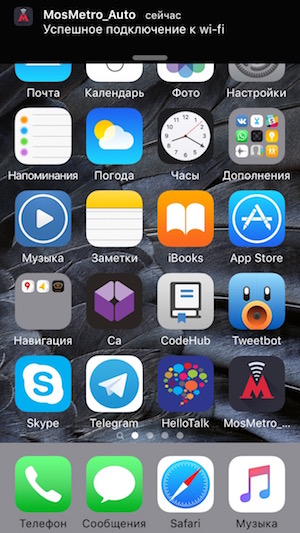 MosMetro_Auto сейчас
Успешное подключение к wi-fi
Почта Календарь Фото Настройки
Напоминания Погода Часы Дополнения
Музыка Заметки iBooks App Store
Навигация Ca CodeHub Tweetbot
Skype Telegram HelloTalk MosMetro_...
Телефон Сообщения Safari Музыка